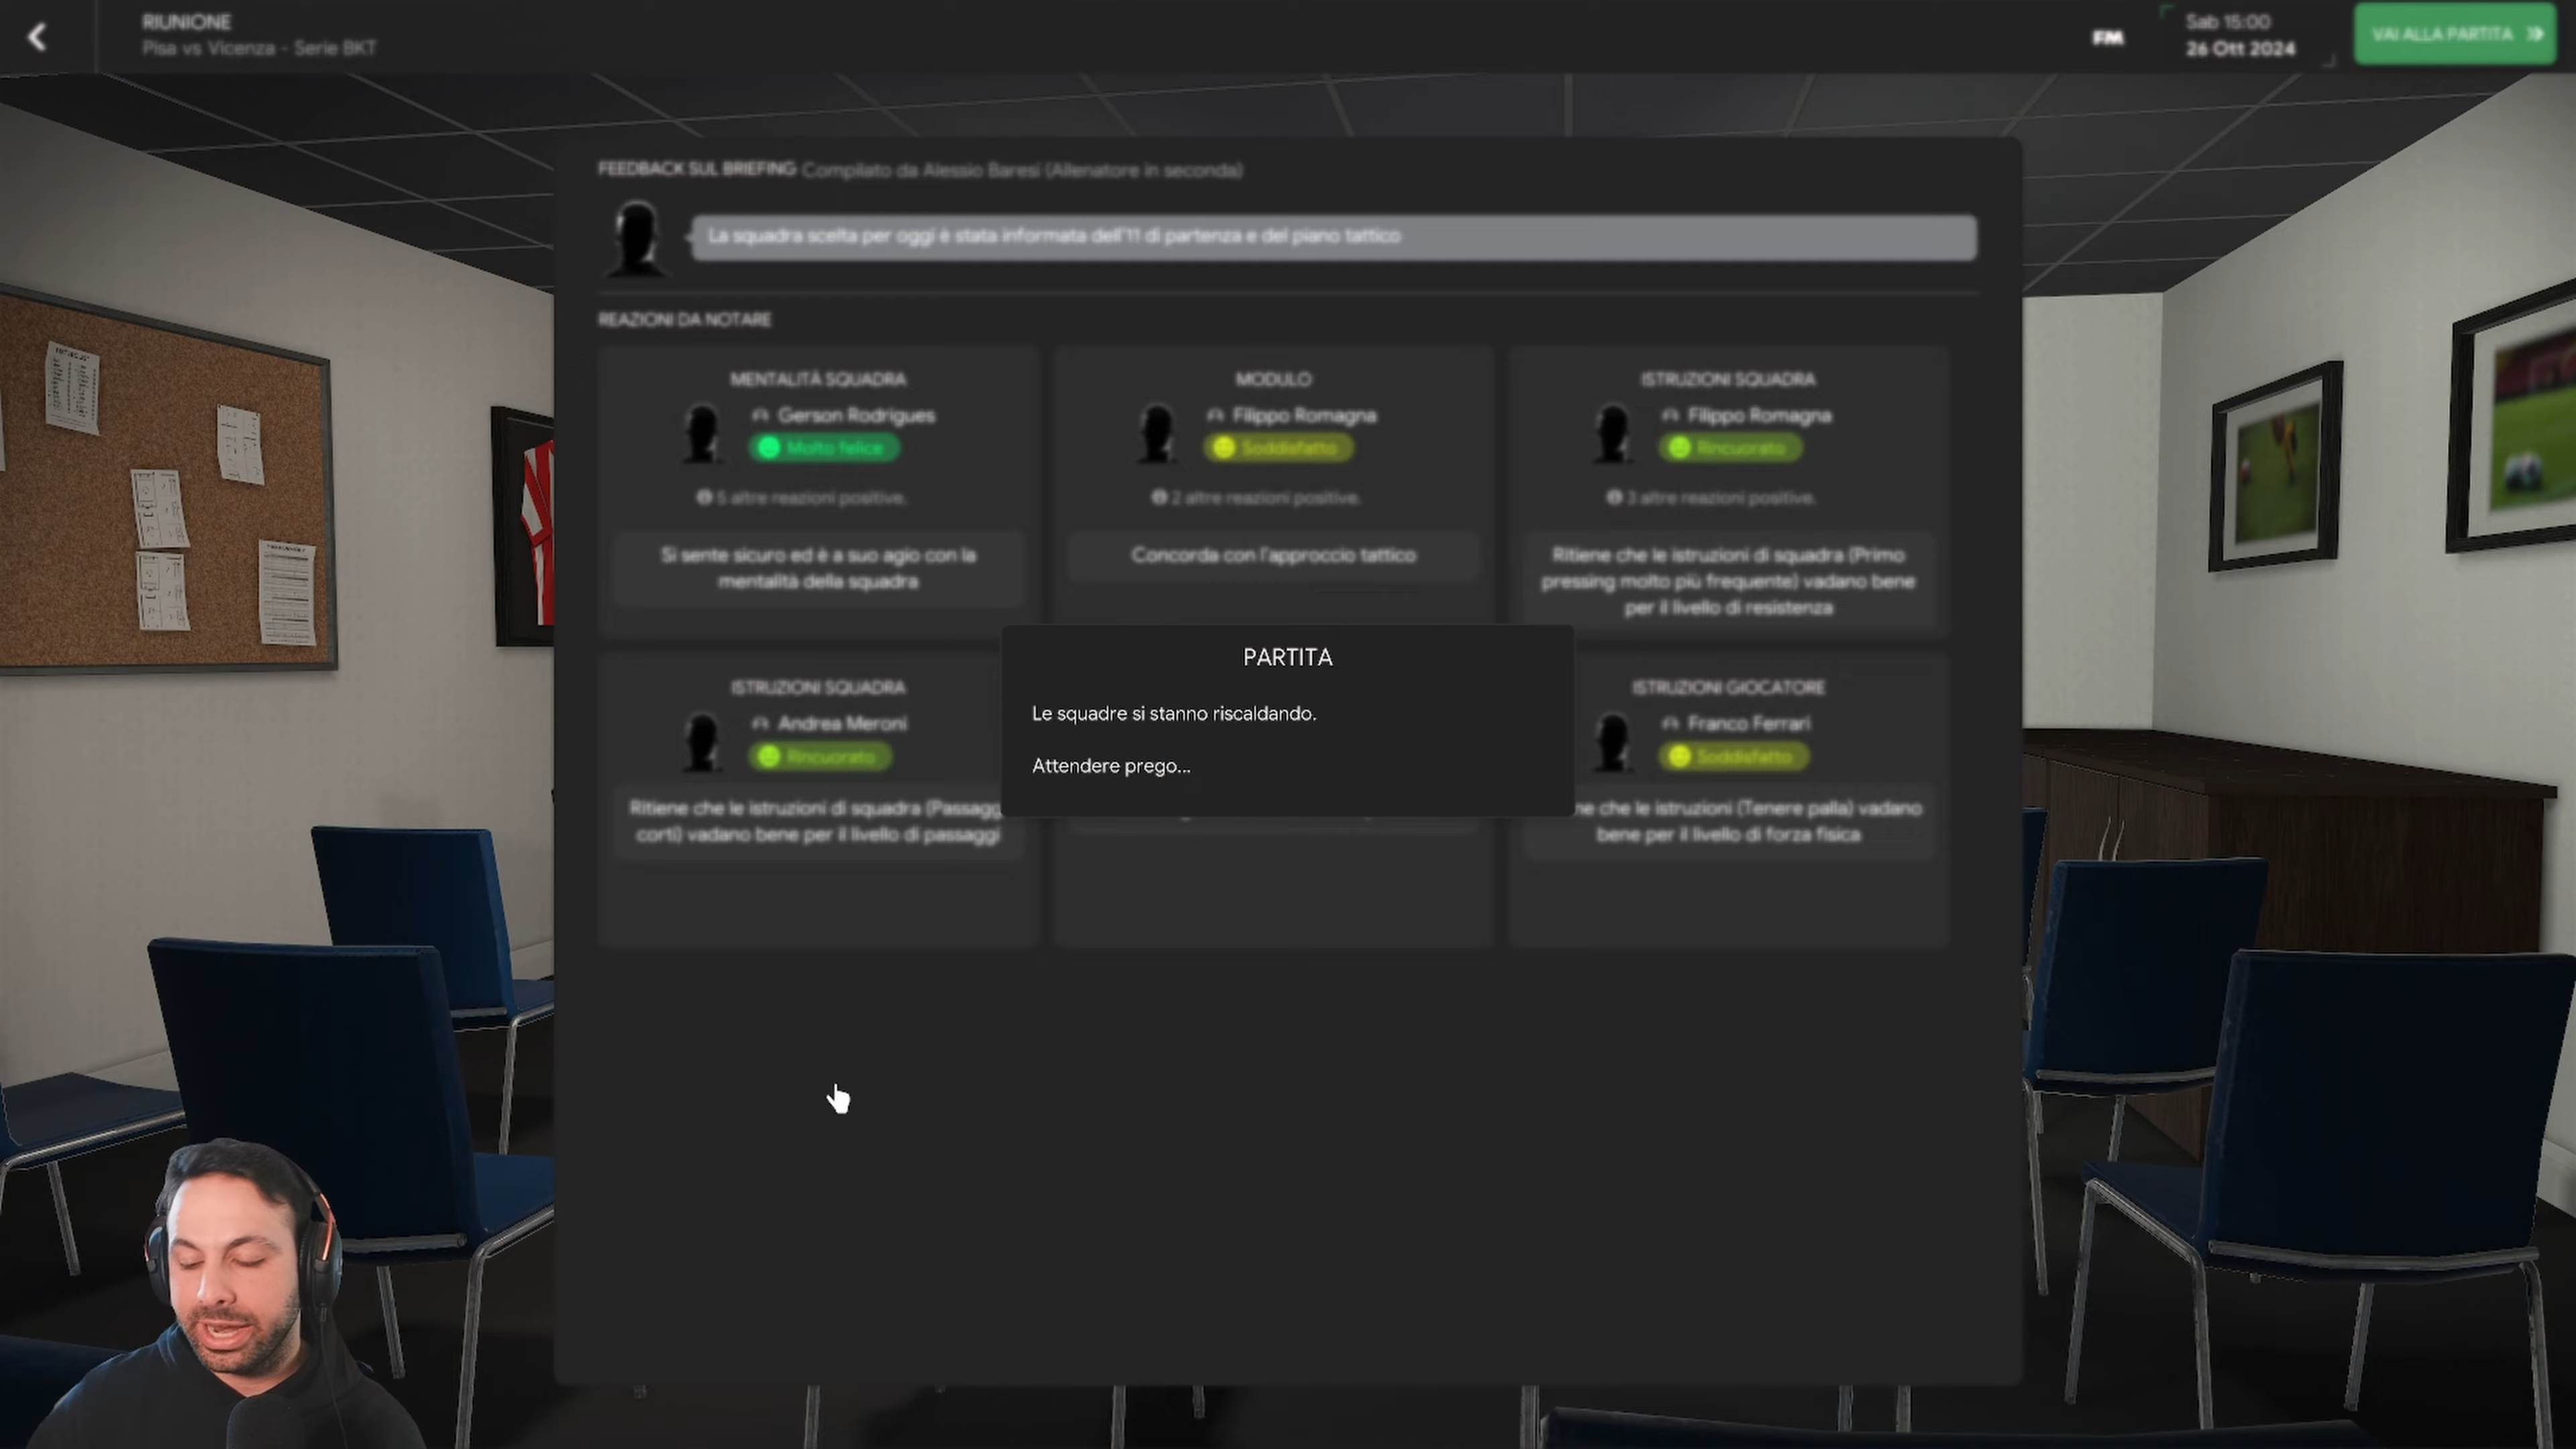 RIUNIONE
Pisa vs Vicenza - Serie BKT
FM
Sab 15:00
26 Ott 2024
VAI ALLA PARTITA
FEEDBACK SUL BRIEFING Compilato da Alessio Baresi (Allenatore in seconda)
La squadra scelta per oggi è stata informata dell'11 di partenza e del piano tattico
REAZIONI DA NOTARE
MENTALITÀ SQUADRA
Gerson Rodrigues
Molto felice
5 altre reazioni positive.
Si sente sicuro ed è a suo agio con la
mentalità della squadra
MODULO
Filippo Romagna
Soddisfatto
2 altre reazioni positive.
Concorda con l'approccio tattico
ISTRUZIONI SQUADRA
Filippo Romagna
Rincuorato
3 altre reazioni positive.
Ritiene che le istruzioni di squadra (Primo
pressing molto più frequente) vadano bene
per il livello di resistenza
PARTITA
Le squadre si stanno riscaldando.
Attendere prego...
ISTRUZIONI SQUADRA
Andrea Meroni
Rincuorato
Ritiene che le istruzioni di squadra (Passagg
corti) vadano bene per il livello di passaggi
ISTRUZIONI GIOCATORE
Franco Ferrari
Soddisfatto
ne che le istruzioni (Tenere palla) vadano
bene per il livello di forza fisica